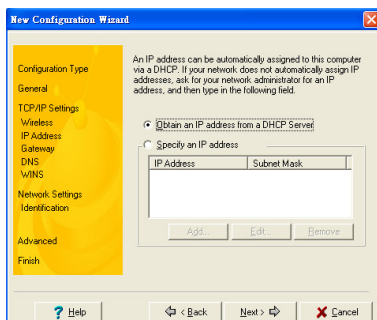 New Configuration Wizard
Configuration Type
General
TCP/IP Settings
Wireless
IP Address
Gateway
DNS
WINS
Network Settings
Identification
Advanced
Finish
An IP address can be automatically assigned to this computer
via a DHCP. If your network does not automatically assign IP
addresses, ask for your network administrator for an IP
address, and then type in the following field.
Obtain an IP address from a DHCP Server
Specify an IP address
IP Address Subnet Mask
Add... Edit... Remove
? Help < Back Next > Cancel